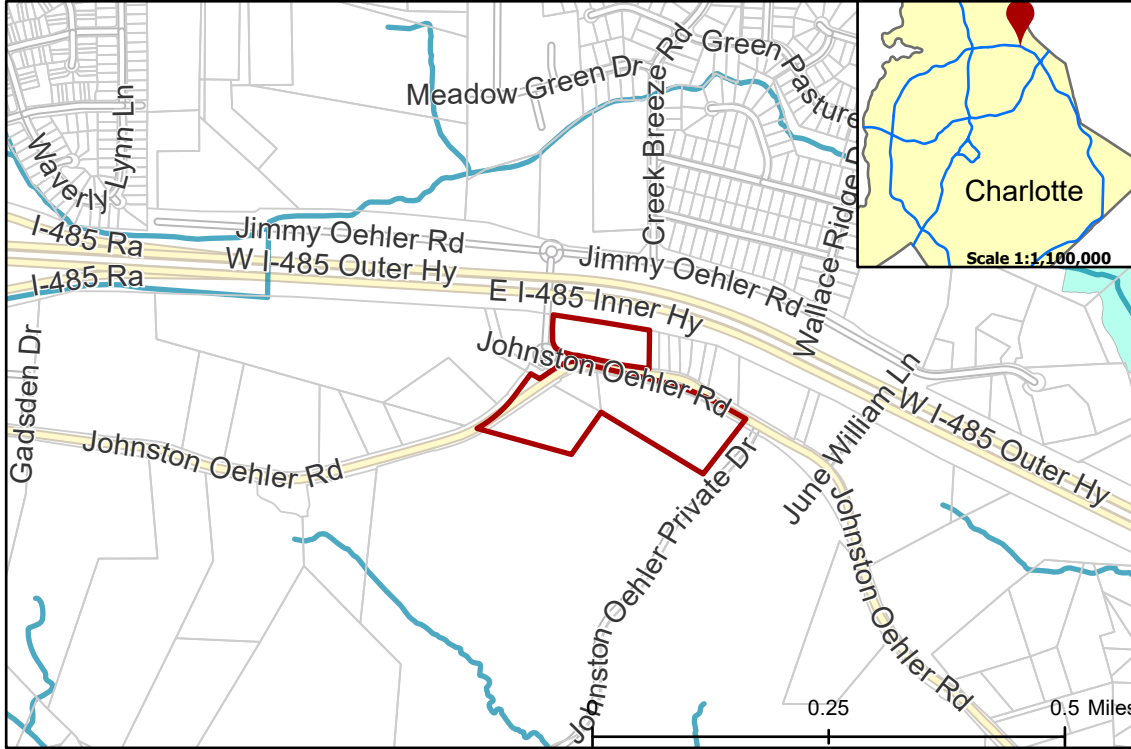 Green Pasture
Creek Breeze Rd
Meadow Green Dr
Waverly Lynn Ln
Charlotte
Scale 1:1,100,000
Wallace Ridge D
I-485 Ra
Jimmy Oehler Rd
W I-485 Outer Hy
Jimmy Oehler Rd
I-485 Ra
E I-485 Inner Hy
Johnston Oehler Rd
Gadsden Dr
Johnston Oehler Rd
June William Ln
W I-485 Outer Hy
Johnston Oehler Private Dr
Johnston Oehler Rd
0 0.25 0.5 Miles